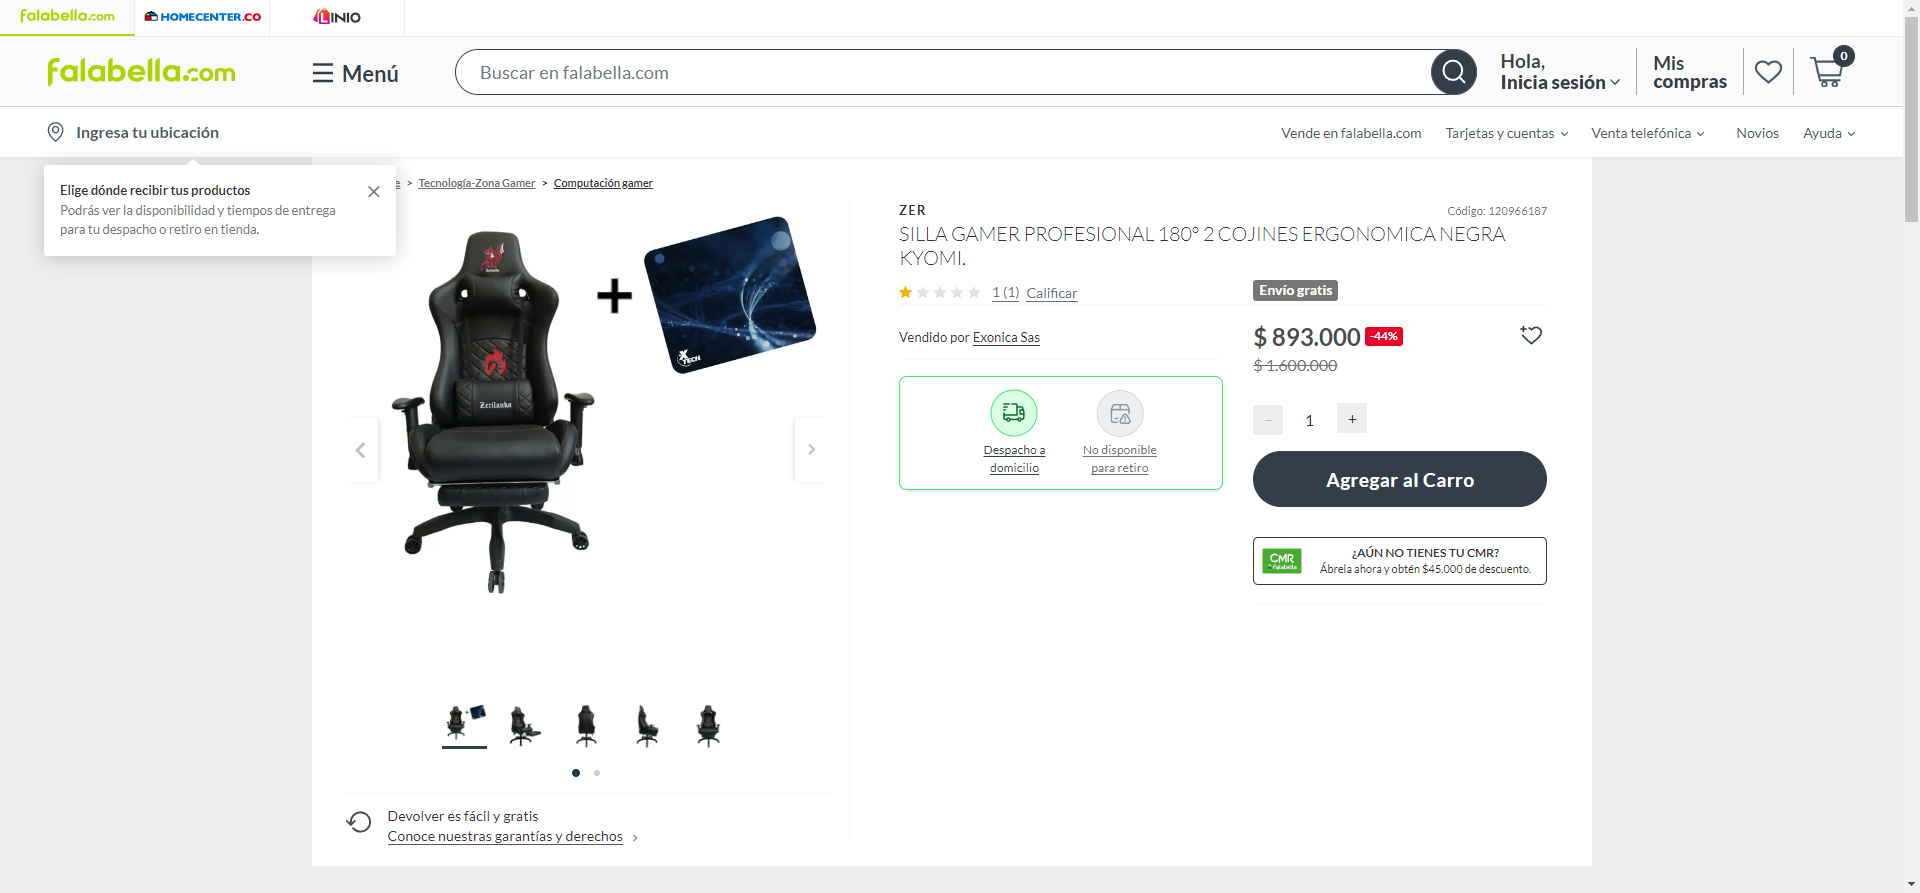 falabella.com
HOMECENTER.CO
LINIO
falabella.com
Menú
Buscar en falabella.com
Hola,
Inicia sesión
Mis
compras
0
Ingresa tu ubicación
Vende en falabella.com
Tarjetas y cuentas
Venta telefónica
Novios
Ayuda
Elige dónde recibir tus productos
Podrás ver la disponibilidad y tiempos de entrega
para tu despacho o retiro en tienda.
e > Tecnología-Zona Gamer > Computación gamer
ZER
Código: 120966187
SILLA GAMER PROFESIONAL 180° 2 COJINES ERGONOMICA NEGRA
KYOMI.
1 (1) Calificar
Envío gratis
Vendido por Exonica Sas
$ 893.000 -44%
$ 1.600.000
Despacho a
domicilio
No disponible
para retiro
- 1 +
Agregar al Carro
CMR
falabella
¿AÚN NO TIENES TU CMR?
Ábrela ahora y obtén $45.000 de descuento.
Zerilanka
+
XTECH
Devolver es fácil y gratis
Conoce nuestras garantías y derechos >